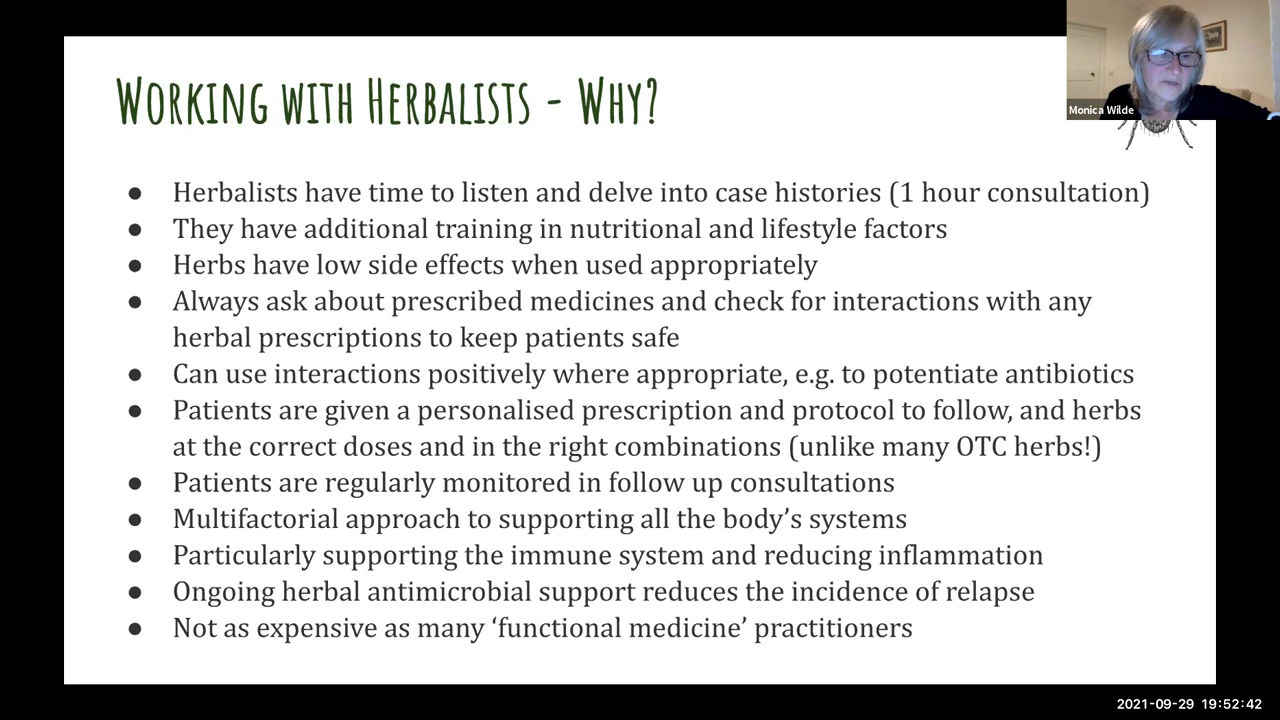 Working with Herbalists - Why?
Monica Wilde
● Herbalists have time to listen and delve into case histories (1 hour consultation)
● They have additional training in nutritional and lifestyle factors
● Herbs have low side effects when used appropriately
● Always ask about prescribed medicines and check for interactions with any
herbal prescriptions to keep patients safe
● Can use interactions positively where appropriate, e.g. to potentiate antibiotics
● Patients are given a personalised prescription and protocol to follow, and herbs
at the correct doses and in the right combinations (unlike many OTC herbs!)
● Patients are regularly monitored in follow up consultations
● Multifactorial approach to supporting all the body’s systems
● Particularly supporting the immune system and reducing inflammation
● Ongoing herbal antimicrobial support reduces the incidence of relapse
● Not as expensive as many ‘functional medicine’ practitioners
2021-09-29 19:52:42